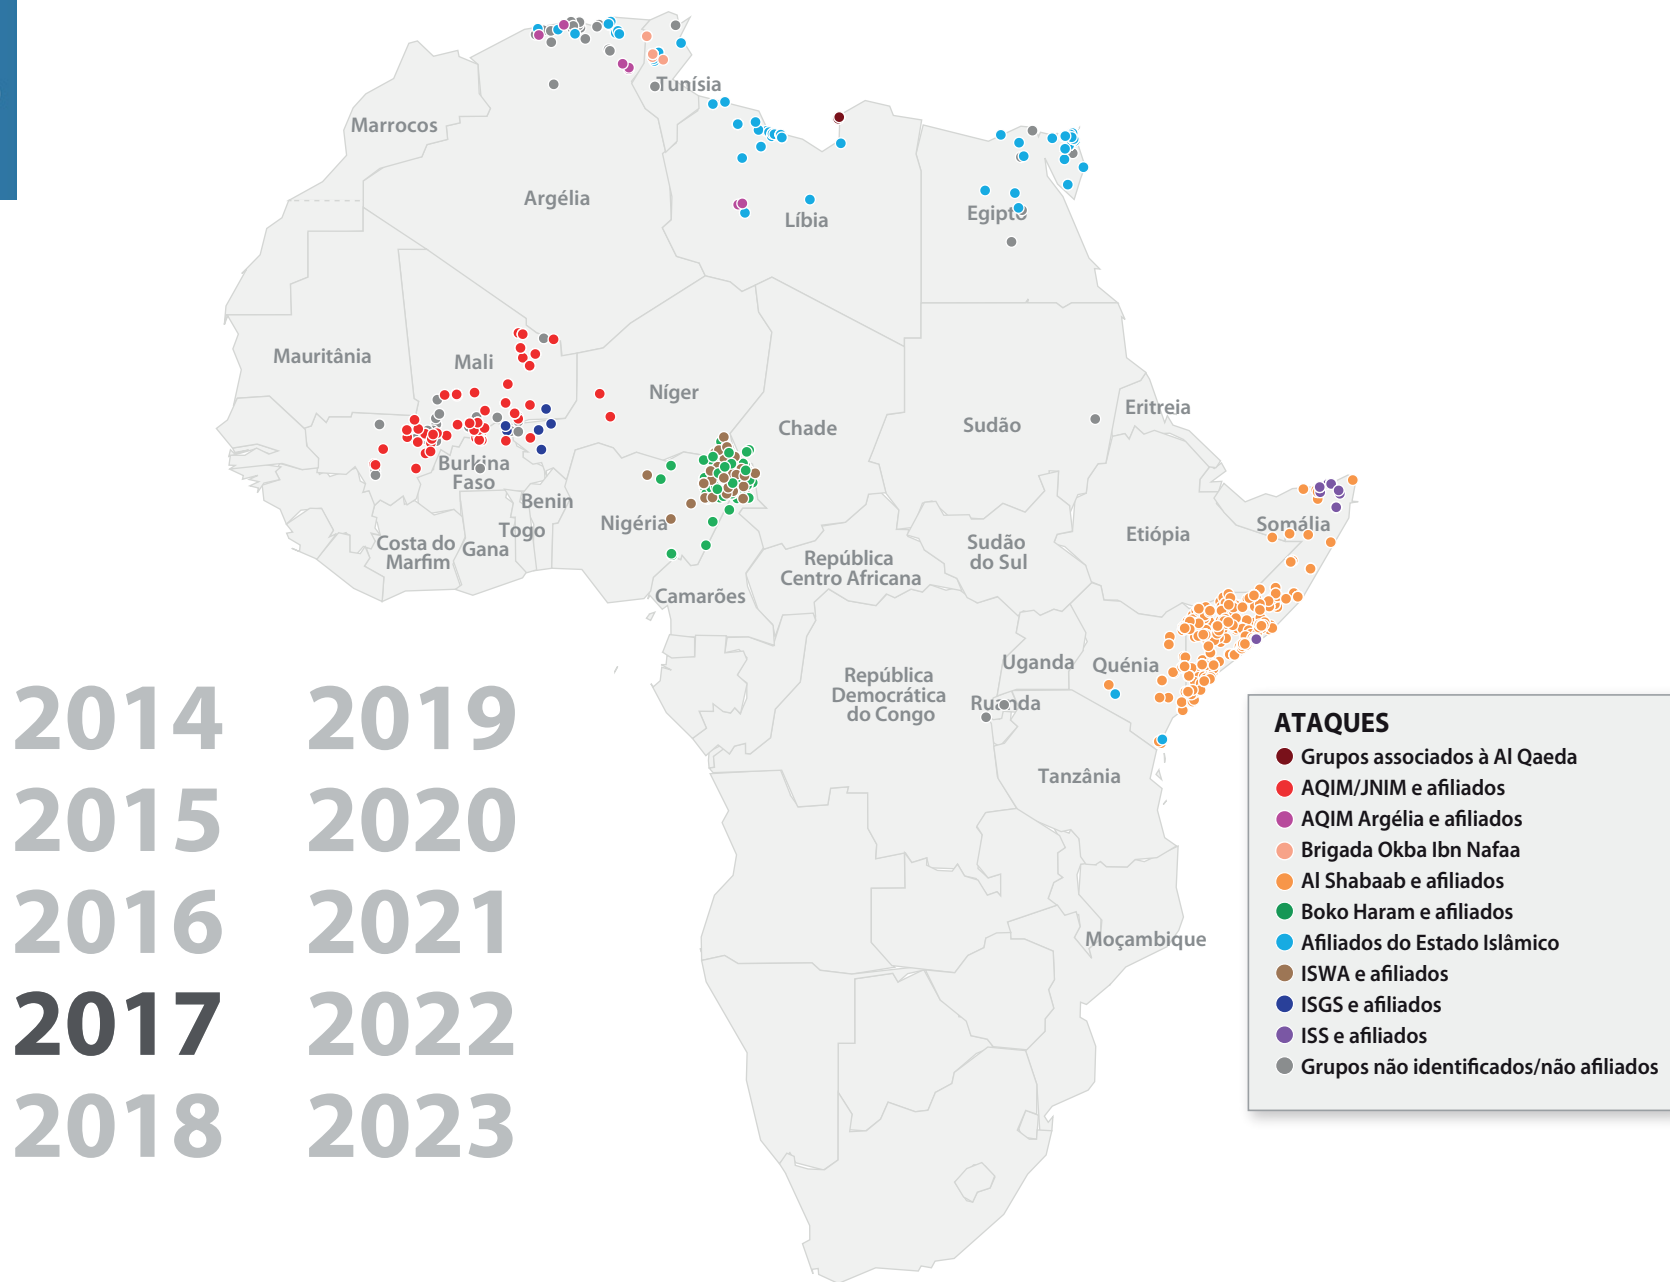 Tunísia
Marrocos
Argélia
Líbia
Egipto
Mauritânia
Mali
Níger
Chade
Sudão
Eritreia
Burkina
Faso
Benin
Togo
Gana
Costa do
Marfim
Nigéria
Camarões
República
Centro Africana
Sudão
do Sul
Etiópia
Somália
Uganda
Quénia
República
Democrática
do Congo
Ruanda
Tanzânia
Moçambique
2014
2015
2016
2017
2018
2019
2020
2021
2022
2023
ATAQUES
Grupos associados à Al Qaeda
AQIM/JNIM e afiliados
AQIM Argélia e afiliados
Brigada Okba Ibn Nafaa
Al Shabaab e afiliados
Boko Haram e afiliados
Afiliados do Estado Islâmico
ISWA e afiliados
ISGS e afiliados
ISS e afiliados
Grupos não identificados/não afiliados